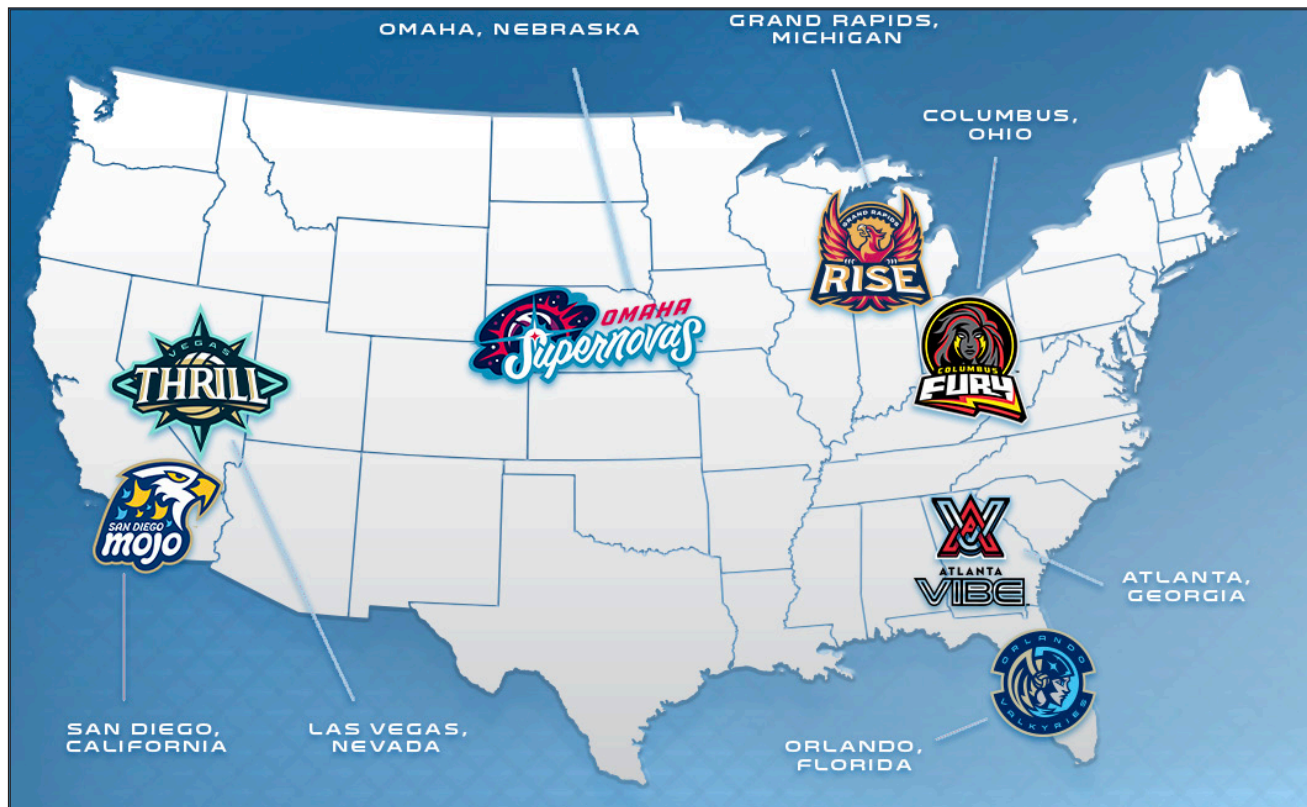 OMAHA, NEBRASKA
GRAND RAPIDS,
MICHIGAN
COLUMBUS,
OHIO
GRAND RAPIDS
RISE
OMAHA
Supernovas
VEGAS
THRILL
COLUMBUS
FURY
SAN DIEGO
mojo
ATLANTA
VIBE
ATLANTA,
GEORGIA
ORLANDO
VALKYRIES
SAN DIEGO,
CALIFORNIA
LAS VEGAS,
NEVADA
ORLANDO,
FLORIDA